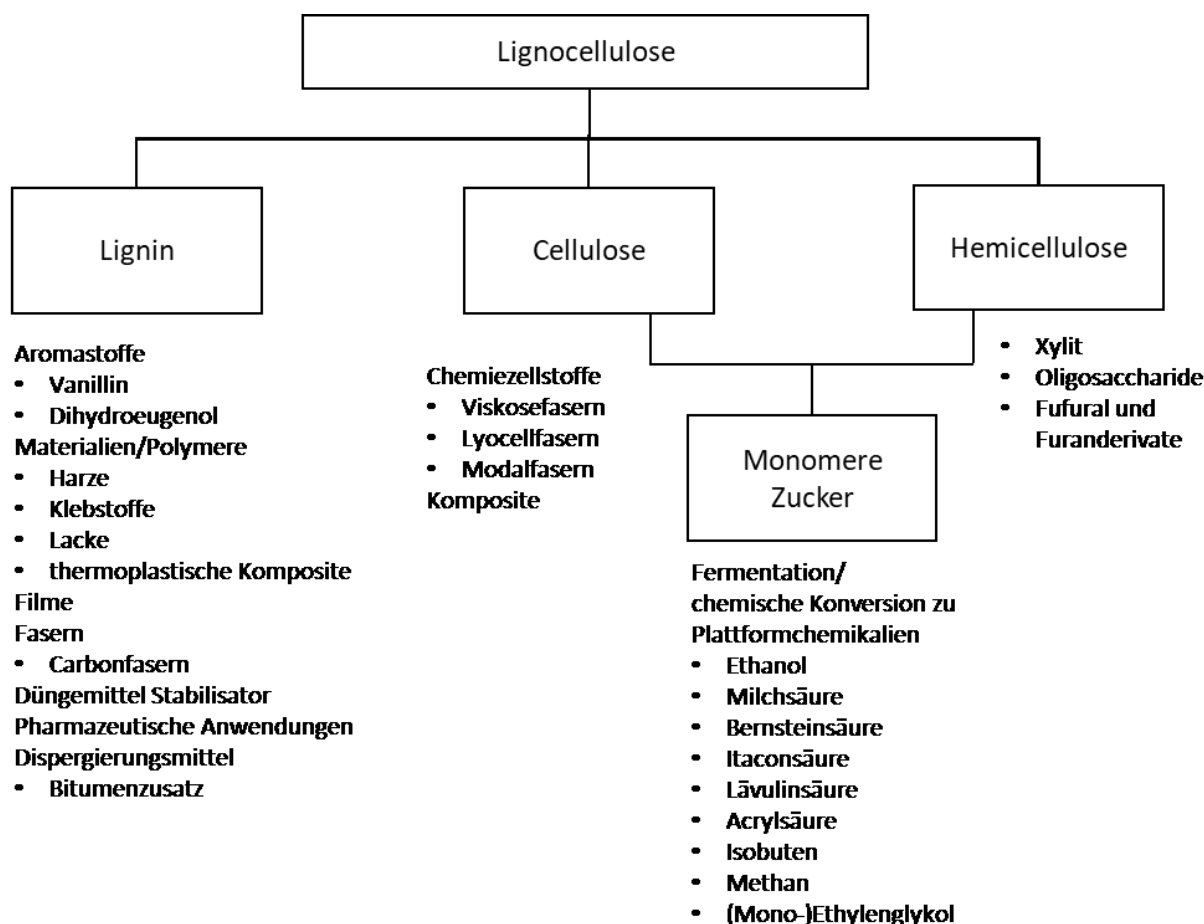 Lignocellulose
Lignin
Cellulose
Hemicellulose
Aromastoffe
• Vanillin
• Dihydroeugenol
Materialien/Polymere
• Harze
• Klebstoffe
• Lacke
• thermoplastische Komposite
Filme
Fasern
• Carbonfasern
Düngemittel Stabilisator
Pharmazeutische Anwendungen
Dispergierungsmittel
• Bitumenzusatz
Chemiezellstoffe
• Viskosefasern
• Lyocellfasern
• Modalfasern
Komposite
• Xylit
• Oligosaccharide
• Fufural und
Furanderivate
Monomere
Zucker
Fermentation/
chemische Konversion zu
Plattformchemikalien
• Ethanol
• Milchsäure
• Bernsteinsäure
• Itaconsäure
• Lävulinsäure
• Acrylsäure
• Isobuten
• Methan
• (Mono-)Ethylenglykol